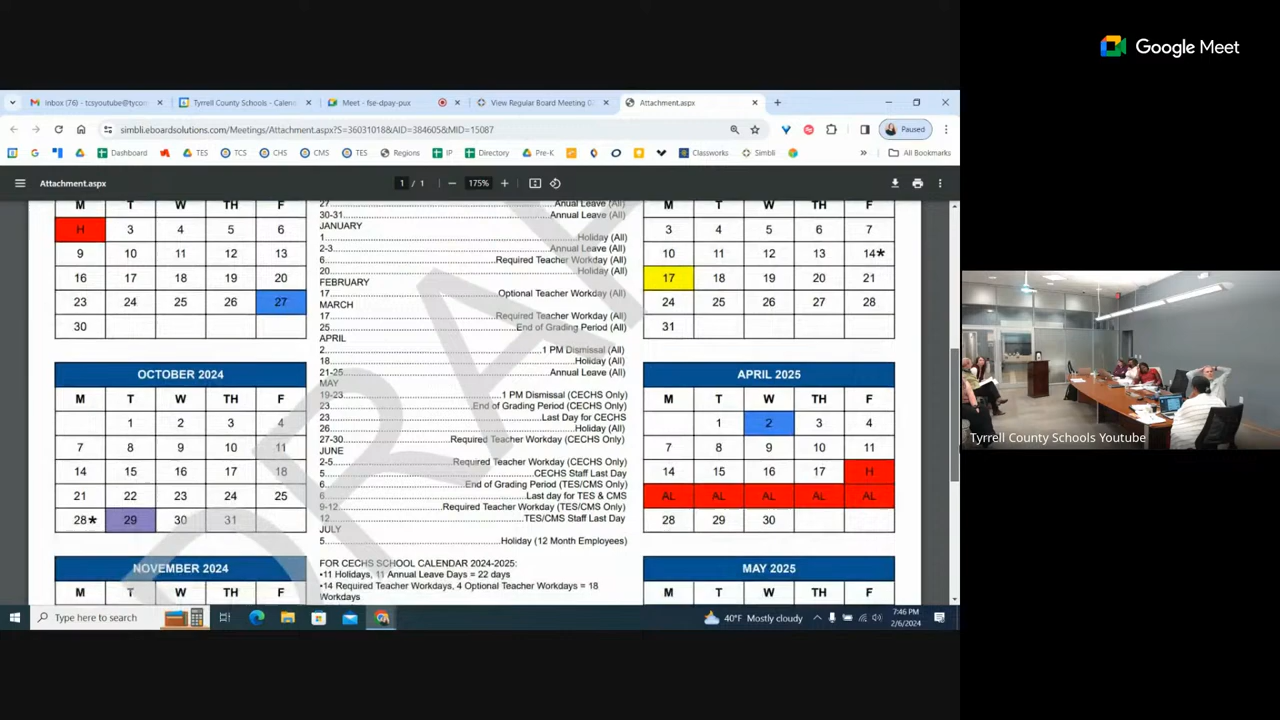 Google Meet
Inbox (76) - tcsyoutube@tycom
Tyrrell County Schools - Calend
Meet - fse-dpay-pux
View Regular Board Meeting 02
Attachment.aspx
simbli.eboardsolutions.com/Meetings/Attachment.aspx?S=36031018&AID=384605&MID=15087
Paused
Dashboard
TES
TCS
CHS
CMS
TES
Regions
IP
Directory
Pre-K
Classworks
Simbli
All Bookmarks
Attachment.aspx
1 / 1
175%
M T W TH F
H 3 4 5 6
9 10 11 12 13
16 17 18 19 20
23 24 25 26 27
30
OCTOBER 2024
M T W TH F
1 2 3 4
7 8 9 10 11
14 15 16 17 18
21 22 23 24 25
28* 29 30 31
NOVEMBER 2024
M T W TH F
27 Anual Leave (All)
30-31 Annual Leave (All)
JANUARY
1 Holiday (All)
2-3 Annual Leave (All)
6 Required Teacher Workday (All)
20 Holiday (All)
FEBRUARY
17 Optional Teacher Workday (All)
MARCH
17 Required Teacher Workday (All)
25 End of Grading Period (All)
APRIL
2 1 PM Dismissal (All)
18 Holiday (All)
21-25 Annual Leave (All)
MAY
19-23 1 PM Dismissal (CECHS Only)
23 End of Grading Period (CECHS Only)
23 Last Day for CECHS
26 Holiday (All)
27-30 Required Teacher Workday (CECHS Only)
JUNE
2-5 Required Teacher Workday (CECHS Only)
5 CECHS Staff Last Day
6 End of Grading Period (TES/CMS Only)
6 Last day for TES & CMS
9-12 Required Teacher Workday (TES/CMS Only)
12 TES/CMS Staff Last Day
JULY
5 Holiday (12 Month Employees)
FOR CECHS SCHOOL CALENDAR 2024-2025:
•11 Holidays, 11 Annual Leave Days = 22 days
•14 Required Teacher Workdays, 4 Optional Teacher Workdays = 18
Workdays
M T W TH F
3 4 5 6 7
10 11 12 13 14*
17 18 19 20 21
24 25 26 27 28
31
APRIL 2025
M T W TH F
1 2 3 4
7 8 9 10 11
14 15 16 17 H
AL AL AL AL AL
28 29 30
MAY 2025
M T W TH F
DRAF
Type here to search
40°F Mostly cloudy
7:46 PM
2/6/2024
Tyrrell County Schools Youtube